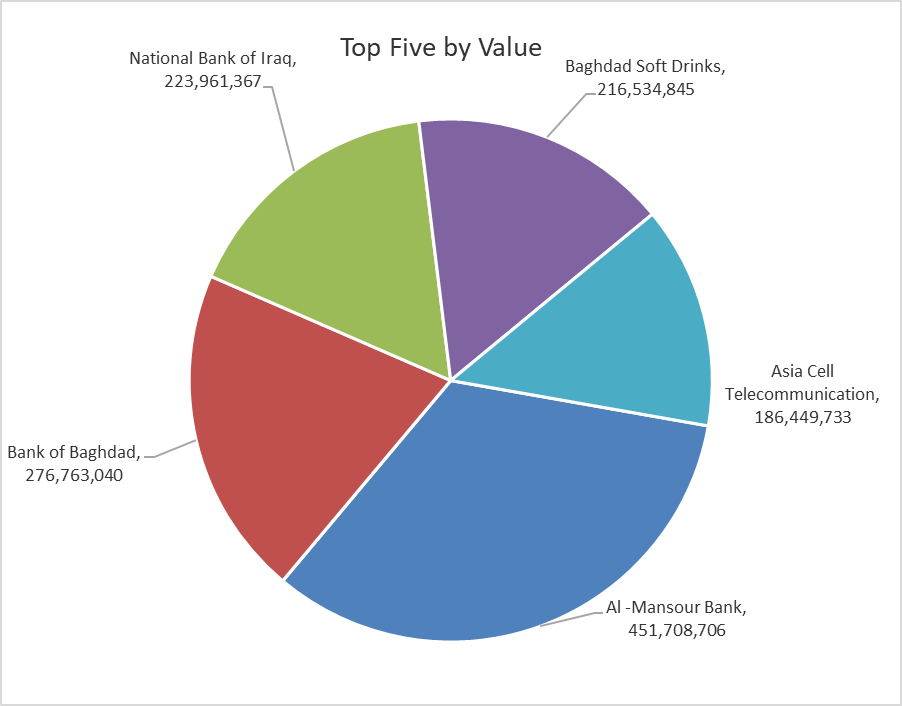 Top Five by Value
National Bank of Iraq,
223,961,367
Baghdad Soft Drinks,
216,534,845
Asia Cell
Telecommunication,
186,449,733
Bank of Baghdad,
276,763,040
Al -Mansour Bank,
451,708,706